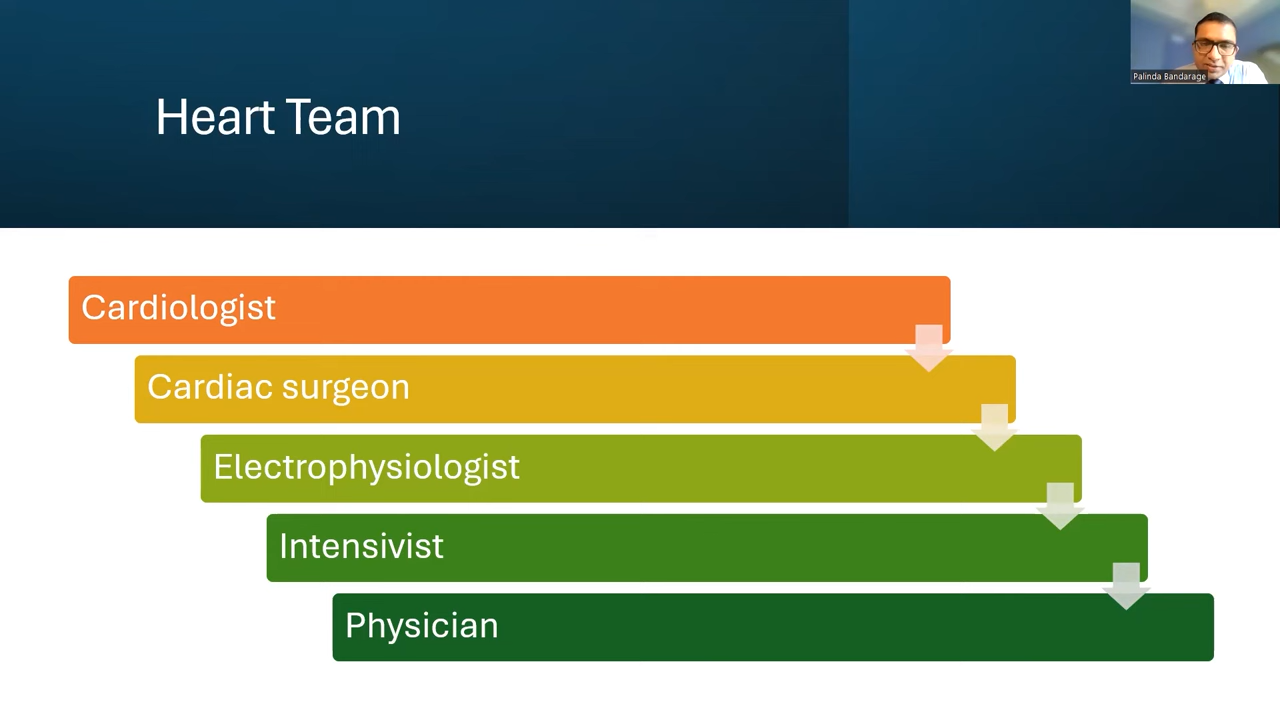 Palinda Bandarage
Heart Team
Cardiologist
Cardiac surgeon
Electrophysiologist
Intensivist
Physician